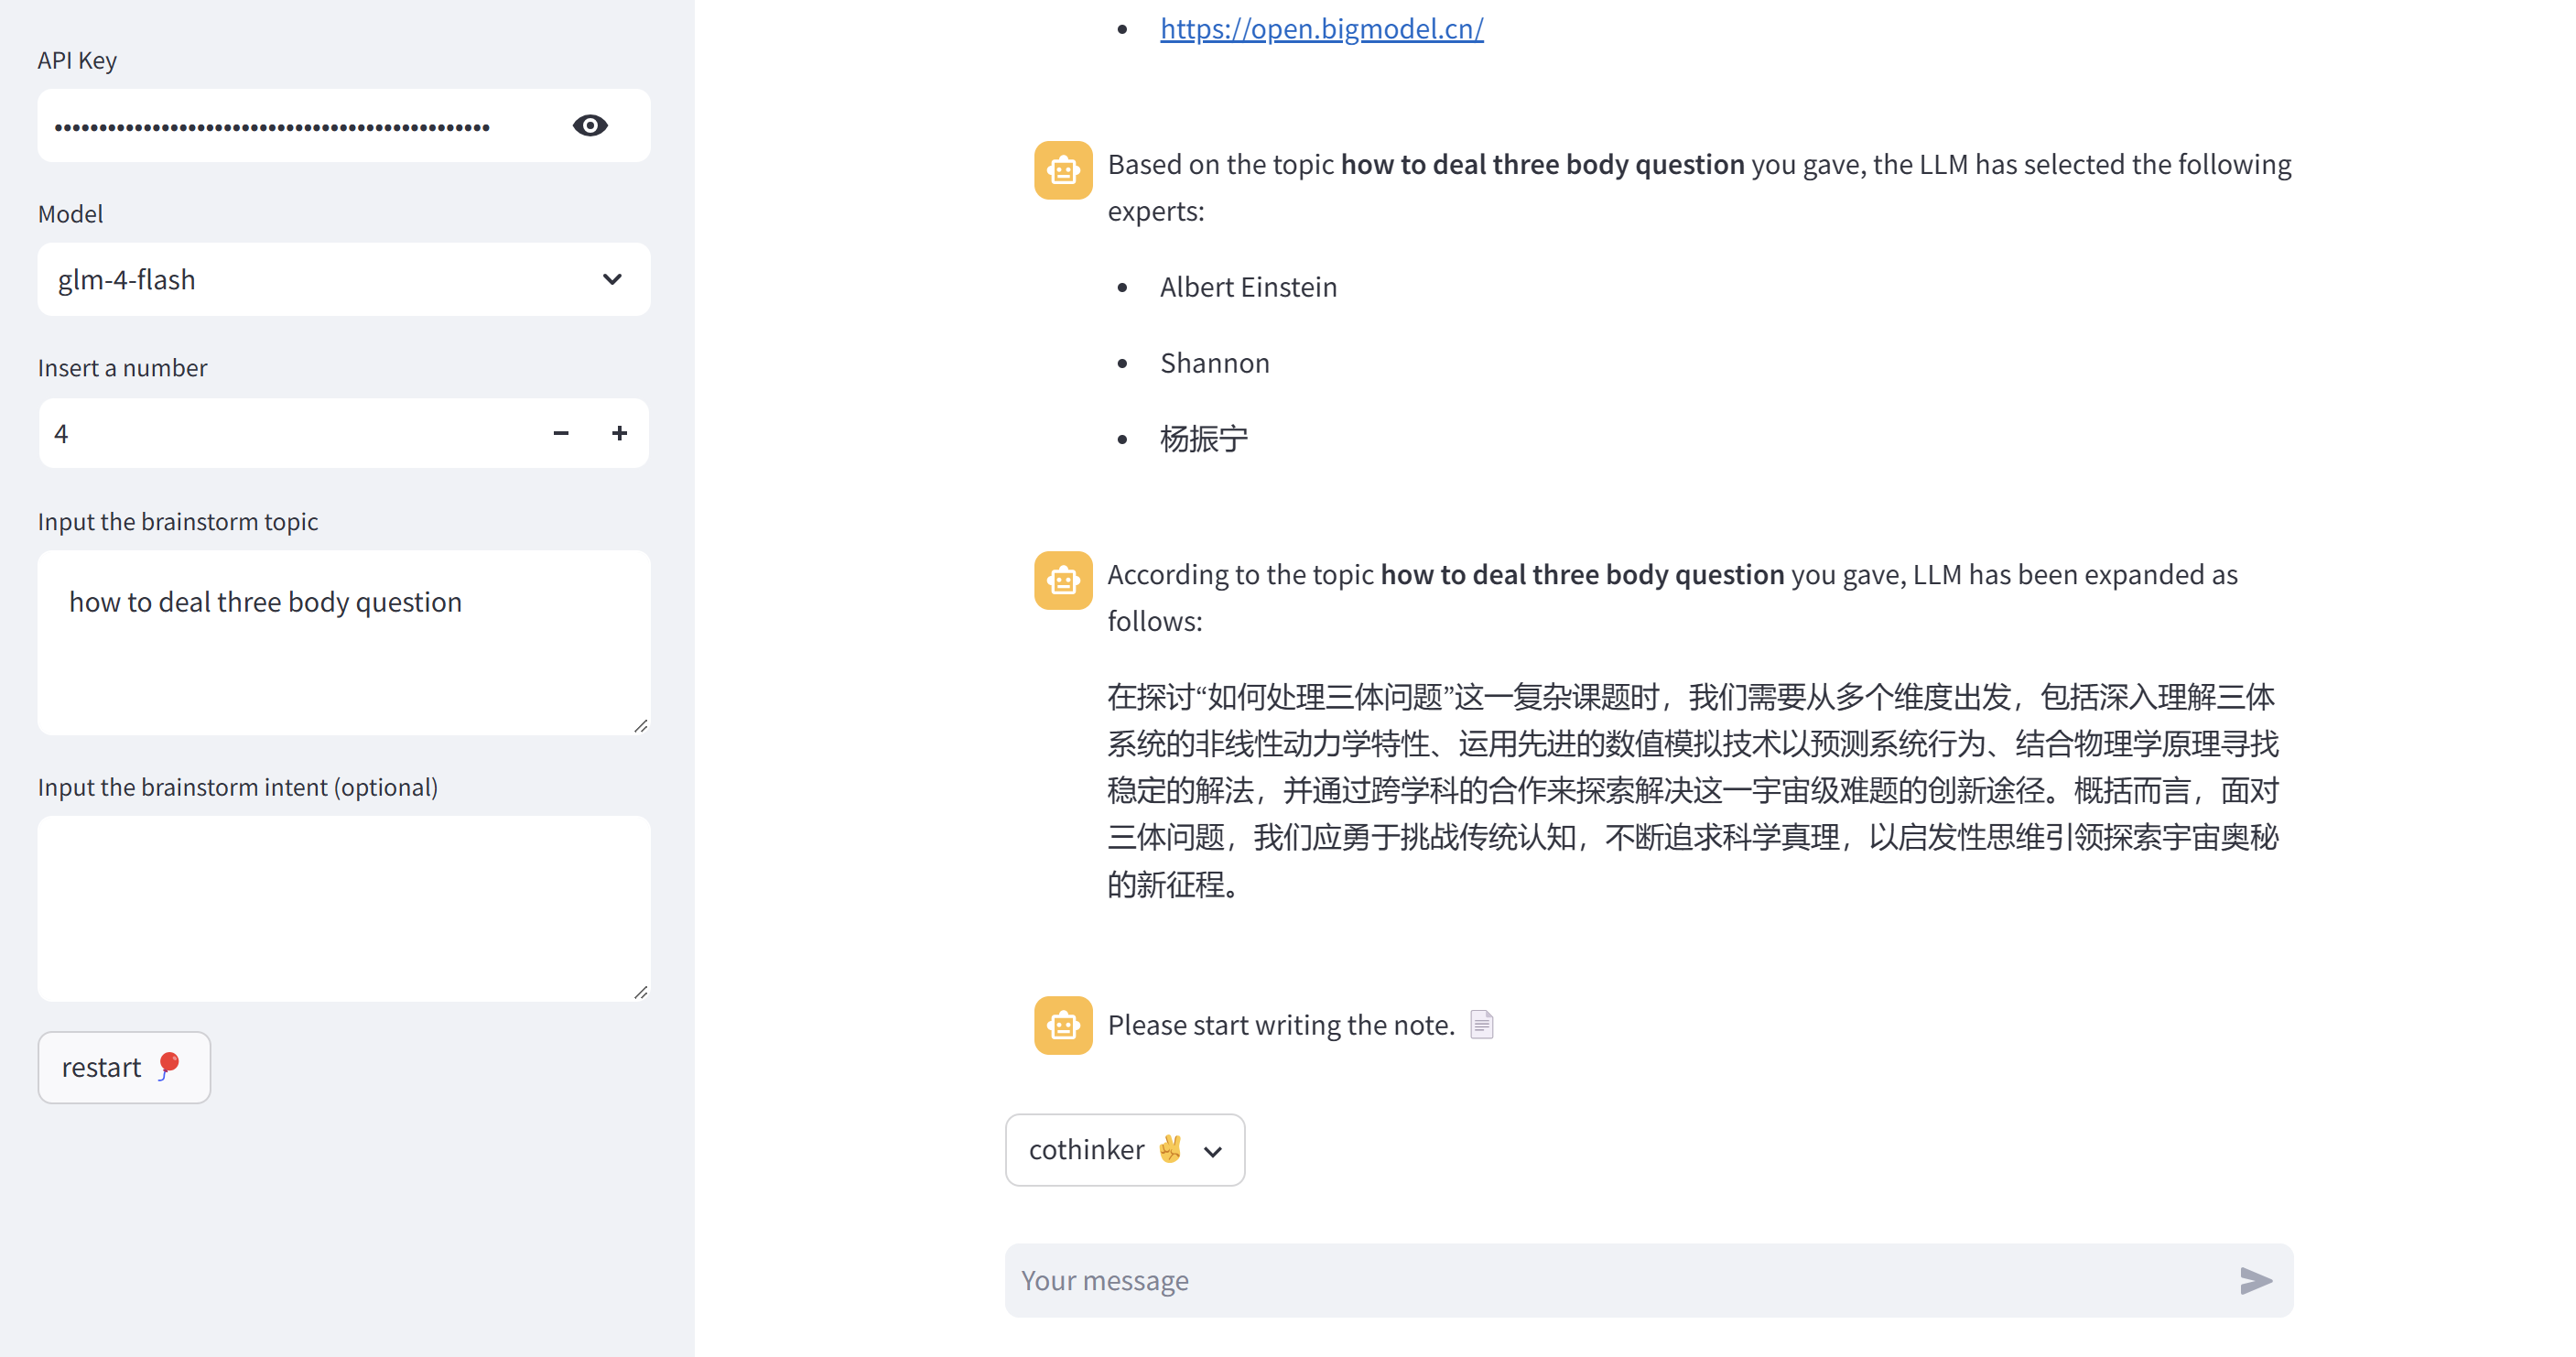 API Key
Model
glm-4-flash
Insert a number
4
Input the brainstorm topic
how to deal three body question
Input the brainstorm intent (optional)
restart
https://open.bigmodel.cn/
Based on the topic how to deal three body question you gave, the LLM has selected the following
experts:
Albert Einstein
Shannon
杨振宁
According to the topic how to deal three body question you gave, LLM has been expanded as
follows:
在探讨“如何处理三体问题”这一复杂课题时，我们需要从多个维度出发，包括深入理解三体
系统的非线性动力学特性、运用先进的数值模拟技术以预测系统行为、结合物理学原理寻找
稳定的解法，并通过跨学科的合作来探索解决这一宇宙级难题的创新途径。概括而言，面对
三体问题，我们应勇于挑战传统认知，不断追求科学真理，以启发性思维引领探索宇宙奥秘
的新征程。
Please start writing the note.
cothinker
Your message